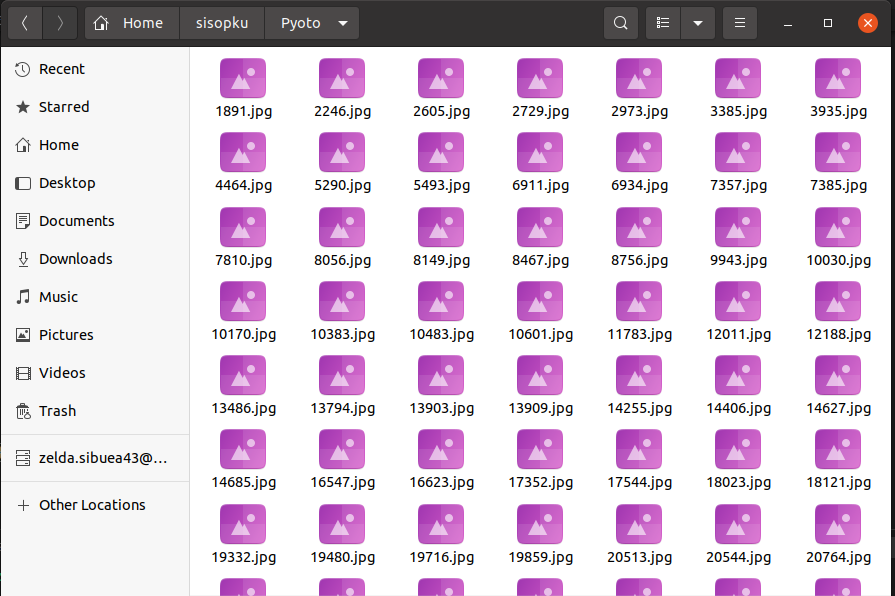 Home sisopku Pyoto
Recent
Starred
Home
Desktop
Documents
Downloads
Music
Pictures
Videos
Trash
zelda.sibuea43@...
Other Locations
1891.jpg 2246.jpg 2605.jpg 2729.jpg 2973.jpg 3385.jpg 3935.jpg
4464.jpg 5290.jpg 5493.jpg 6911.jpg 6934.jpg 7357.jpg 7385.jpg
7810.jpg 8056.jpg 8149.jpg 8467.jpg 8756.jpg 9943.jpg 10030.jpg
10170.jpg 10383.jpg 10483.jpg 10601.jpg 11783.jpg 12011.jpg 12188.jpg
13486.jpg 13794.jpg 13903.jpg 13909.jpg 14255.jpg 14406.jpg 14627.jpg
14685.jpg 16547.jpg 16623.jpg 17352.jpg 17544.jpg 18023.jpg 18121.jpg
19332.jpg 19480.jpg 19716.jpg 19859.jpg 20513.jpg 20544.jpg 20764.jpg